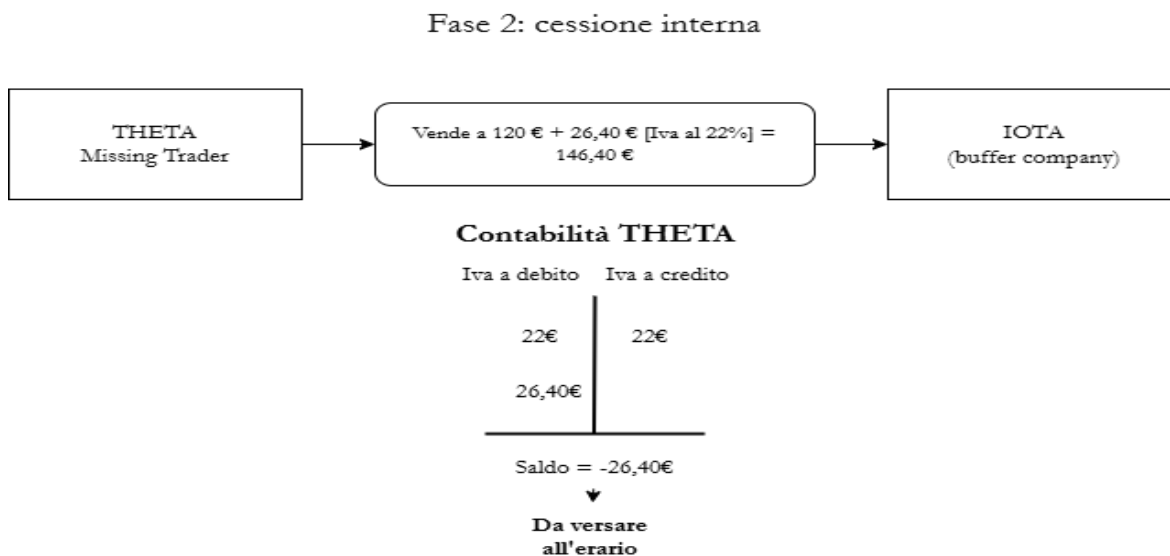 Fase 2: cessione interna
THETA
Missing Trader
Vende a 120 € + 26,40 € [Iva al 22%] =
146,40 €
IOTA
(buffer company)
Contabilità THETA
Iva a debito Iva a credito
22€ 22€
26,40€
Saldo = -26,40€
Da versare
all'erario